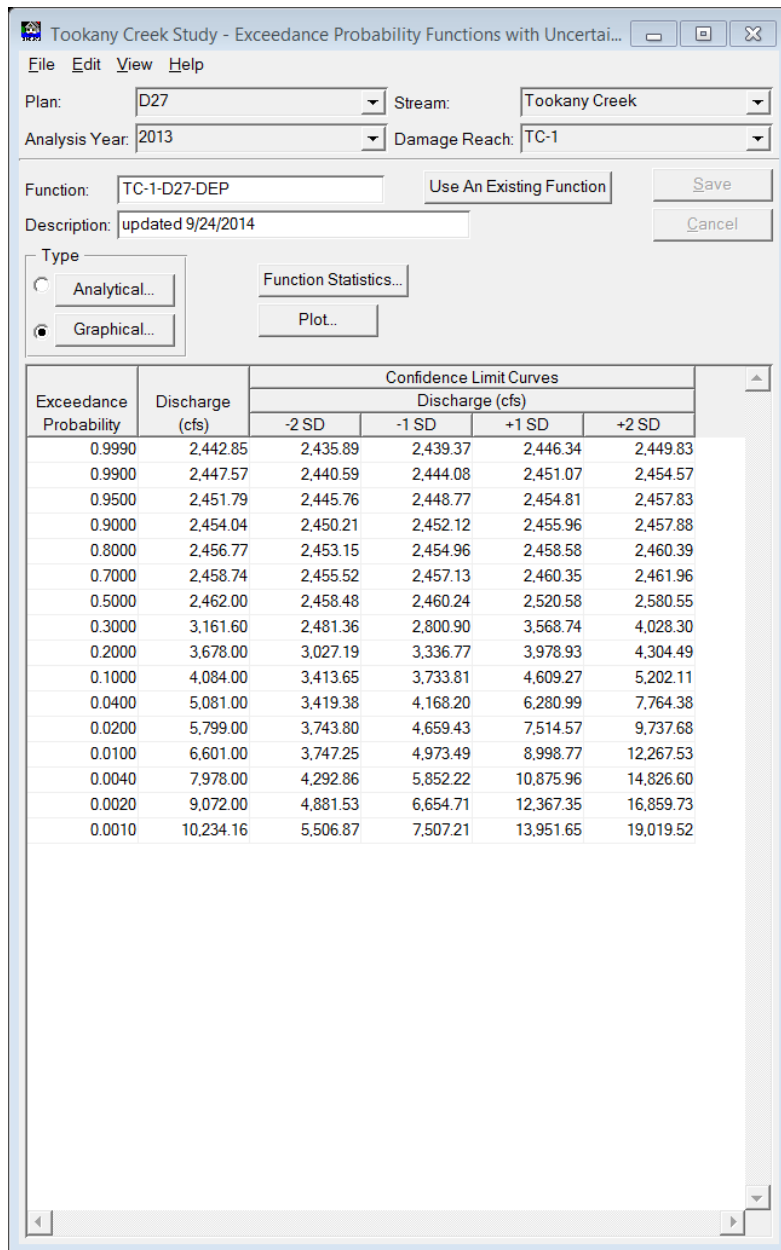 Tookany Creek Study - Exceedance Probability Functions with Uncertai...
File Edit View Help
Plan: D27 Stream: Tookany Creek
Analysis Year: 2013 Damage Reach: TC-1
Function: TC-1-D27-DEP Use An Existing Function Save
Description: updated 9/24/2014 Cancel
Type
Analytical... Function Statistics...
Graphical... Plot...
Confidence Limit Curves
Exceedance Discharge Discharge (cfs)
Probability (cfs) -2 SD -1 SD +1 SD +2 SD
0.9990 2,442.85 2,435.89 2,439.37 2,446.34 2,449.83
0.9900 2,447.57 2,440.59 2,444.08 2,451.07 2,454.57
0.9500 2,451.79 2,445.76 2,448.77 2,454.81 2,457.83
0.9000 2,454.04 2,450.21 2,452.12 2,455.96 2,457.88
0.8000 2,456.77 2,453.15 2,454.96 2,458.58 2,460.39
0.7000 2,458.74 2,455.52 2,457.13 2,460.35 2,461.96
0.5000 2,462.00 2,458.48 2,460.24 2,520.58 2,580.55
0.3000 3,161.60 2,481.36 2,800.90 3,568.74 4,028.30
0.2000 3,678.00 3,027.19 3,336.77 3,978.93 4,304.49
0.1000 4,084.00 3,413.65 3,733.81 4,609.27 5,202.11
0.0400 5,081.00 3,419.38 4,168.20 6,280.99 7,764.38
0.0200 5,799.00 3,743.80 4,659.43 7,514.57 9,737.68
0.0100 6,601.00 3,747.25 4,973.49 8,998.77 12,267.53
0.0040 7,978.00 4,292.86 5,852.22 10,875.96 14,826.60
0.0020 9,072.00 4,881.53 6,654.71 12,367.35 16,859.73
0.0010 10,234.16 5,506.87 7,507.21 13,951.65 19,019.52